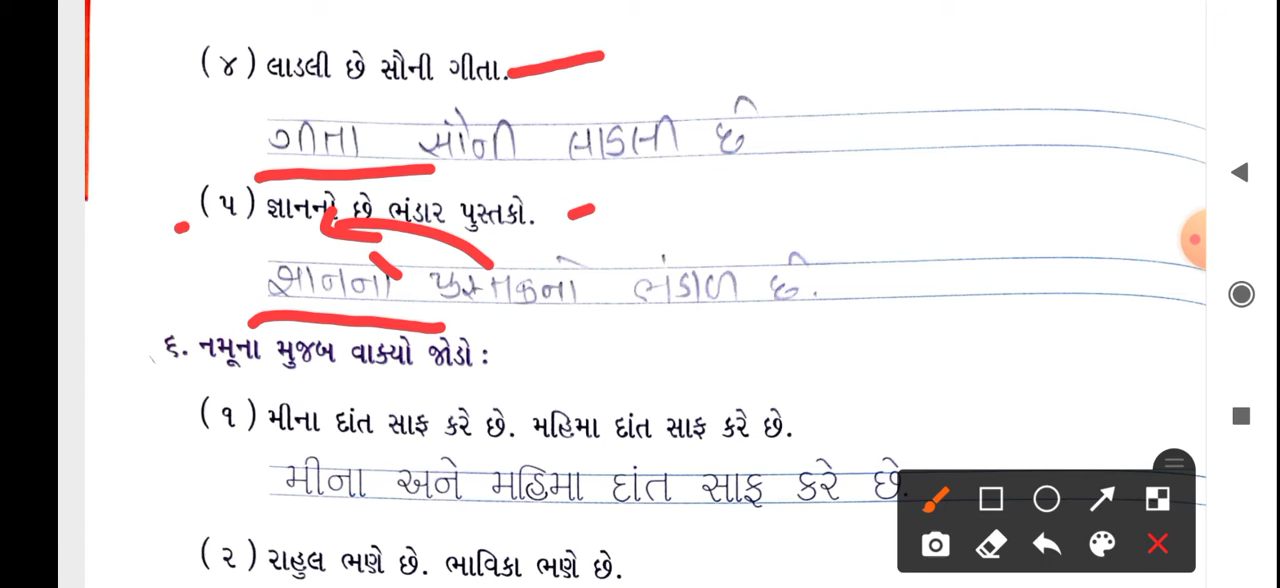 (૪) લાડલી છે સૌની ગીતા.
ગીતા સૌની લાડલી છે
(૫) જ્ઞાનનો છે ભંડાર પુસ્તકો.
જ્ઞાનનો પુસ્તકનો ભંડાળ છે.
૬. નમૂના મુજબ વાક્યો જોડો :
(૧) મીના દાંત સાફ કરે છે. મહિમા દાંત સાફ કરે છે.
મીના અને મહિમા દાંત સાફ કરે છે.
(૨) રાહુલ ભણે છે. ભાવિકા ભણે છે.